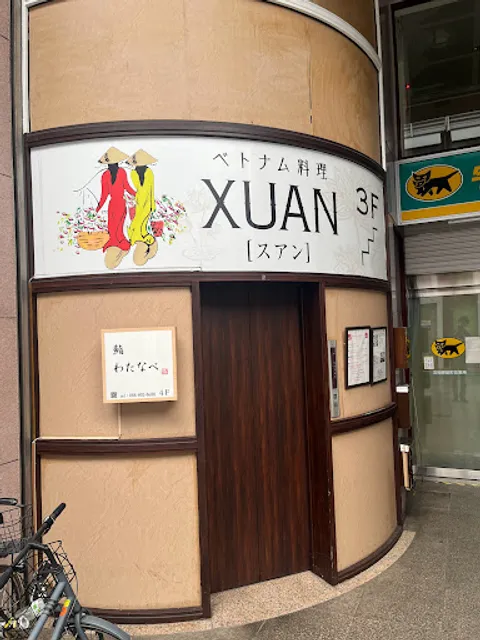 ベトナム料理
XUAN
[スアン]
3F
鮨
わたなべ
4F